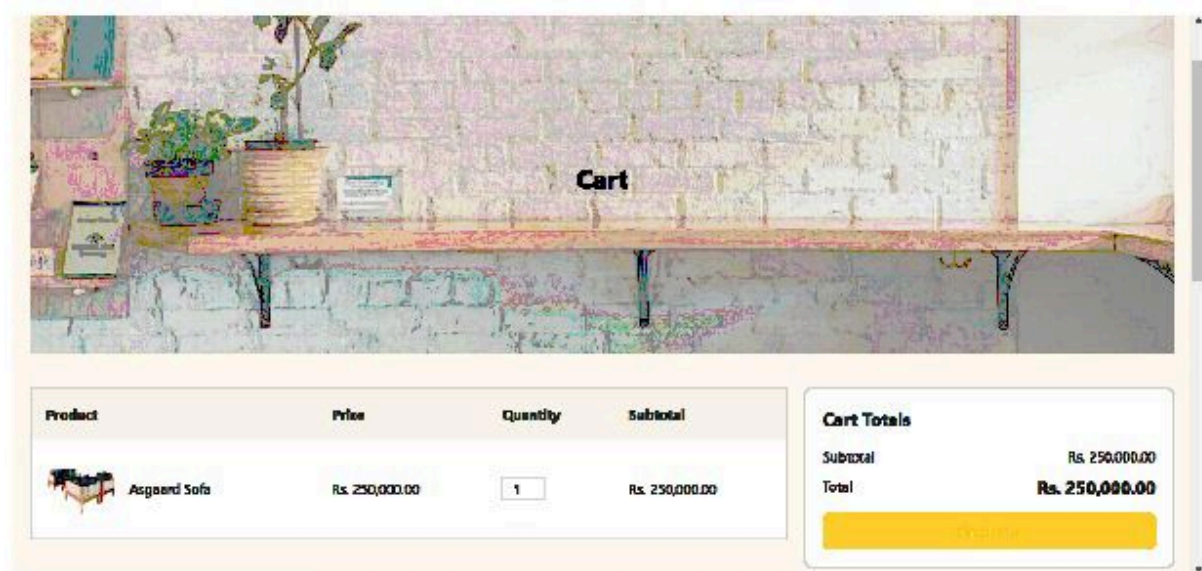 Cart
Product Price Quantity Subtotal
Asgaard Sofa Rs. 250,000.00 1 Rs. 250,000.00
Cart Totals
Subtotal Rs. 250,000.00
Total Rs. 250,000.00